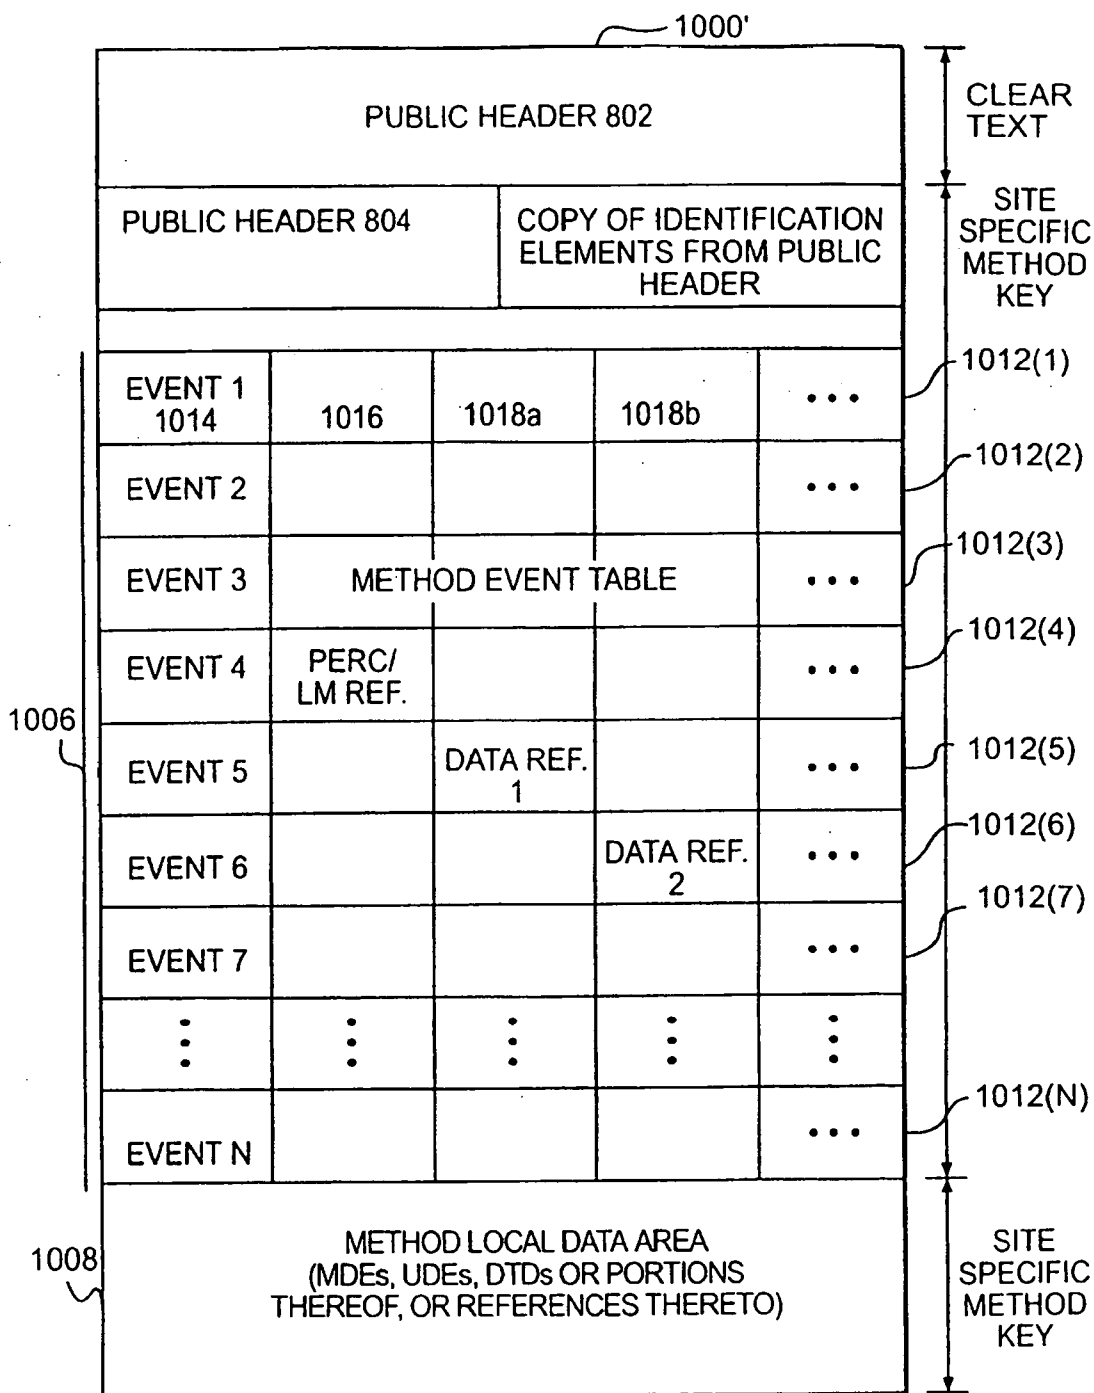 1000'
PUBLIC HEADER 802
CLEAR
TEXT
PUBLIC HEADER 804
COPY OF IDENTIFICATION
ELEMENTS FROM PUBLIC
HEADER
SITE
SPECIFIC
METHOD
KEY
EVENT 1
1014
1016
1018a
1018b
• • •
1012(1)
EVENT 2
• • •
1012(2)
EVENT 3
METHOD EVENT TABLE
• • •
1012(3)
EVENT 4
PERC/
LM REF.
• • •
1012(4)
1006
EVENT 5
DATA REF.
1
• • •
1012(5)
EVENT 6
DATA REF.
2
• • •
1012(6)
EVENT 7
• • •
1012(7)
EVENT N
• • •
1012(N)
1008
METHOD LOCAL DATA AREA
(MDEs, UDEs, DTDs OR PORTIONS
THEREOF, OR REFERENCES THERETO)
SITE
SPECIFIC
METHOD
KEY